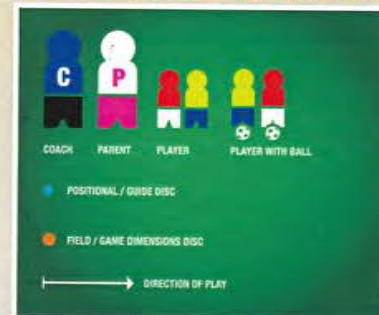 C P
COACH PARENT PLAYER PLAYER WITH BALL
POSITIONAL / GUIDE DISC
FIELD / GAME DIMENSIONS DISC
DIRECTION OF PLAY